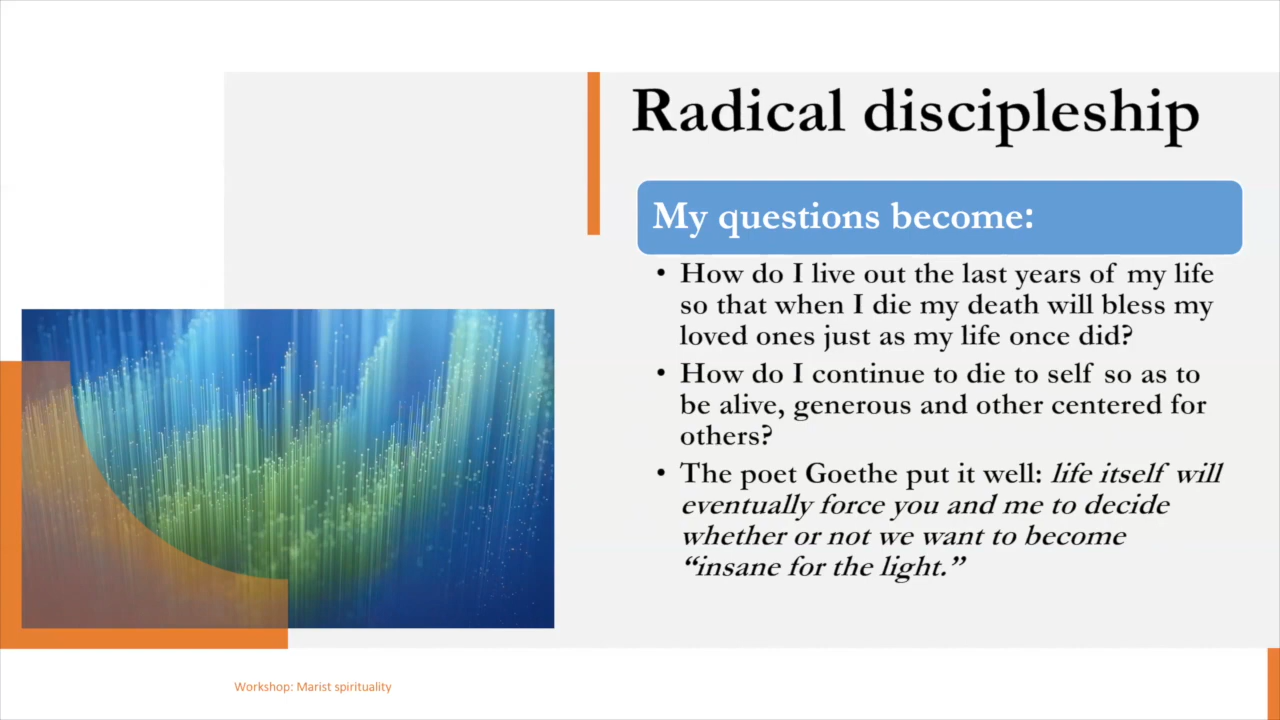 Radical discipleship
My questions become:
• How do I live out the last years of my life
so that when I die my death will bless my
loved ones just as my life once did?
• How do I continue to die to self so as to
be alive, generous and other centered for
others?
• The poet Goethe put it well: life itself will
eventually force you and me to decide
whether or not we want to become
“insane for the light.”
Workshop: Marist spirituality